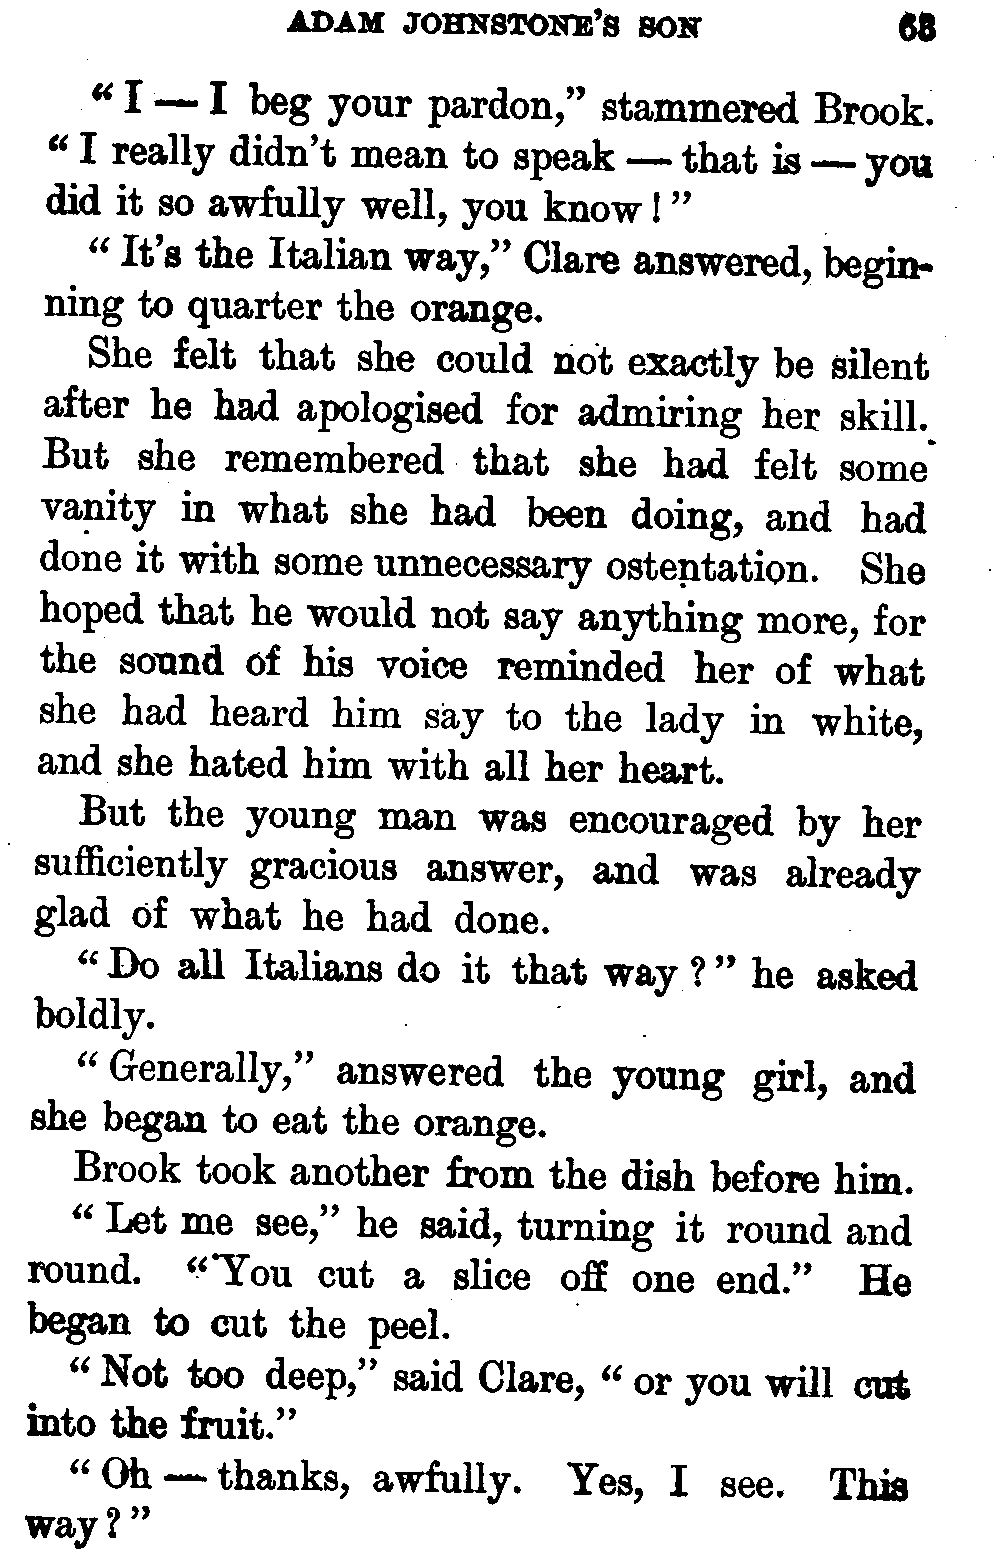 ADAM JOHNSTONE'S SON 63
“I — I beg your pardon,” stammered Brook.
“I really didn't mean to speak — that is — you
did it so awfully well, you know!”
“It's the Italian way,” Clare answered, begin-
ning to quarter the orange.
She felt that she could not exactly be silent
after he had apologised for admiring her skill.
But she remembered that she had felt some
vanity in what she had been doing, and had
done it with some unnecessary ostentation. She
hoped that he would not say anything more, for
the sound of his voice reminded her of what
she had heard him say to the lady in white,
and she hated him with all her heart.
But the young man was encouraged by her
sufficiently gracious answer, and was already
glad of what he had done.
“Do all Italians do it that way?” he asked
boldly.
“Generally,” answered the young girl, and
she began to eat the orange.
Brook took another from the dish before him.
“Let me see,” he said, turning it round and
round. “You cut a slice off one end.” He
began to cut the peel.
“Not too deep,” said Clare, “or you will cut
into the fruit.”
“Oh — thanks, awfully. Yes, I see. This
way?”